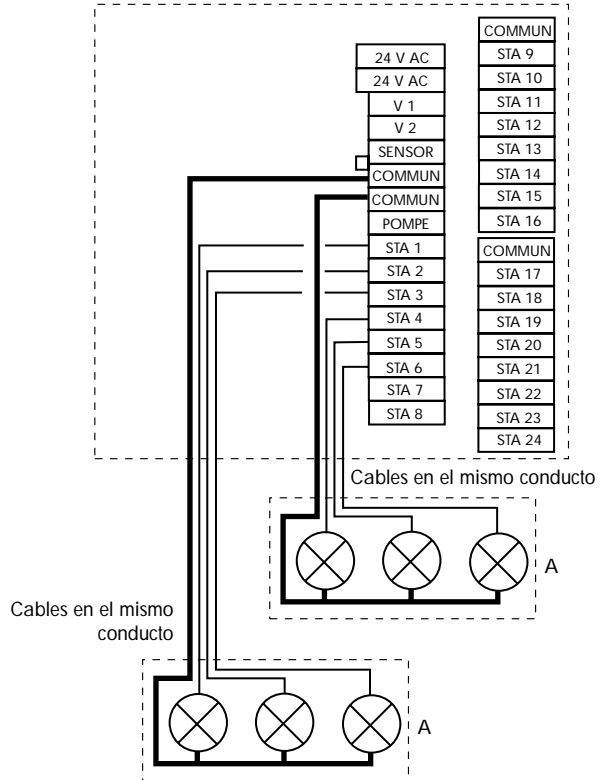 24 V AC
24 V AC
V 1
V 2
SENSOR
COMMUN
COMMUN
POMPE
STA 1
STA 2
STA 3
STA 4
STA 5
STA 6
STA 7
STA 8
COMMUN
STA 9
STA 10
STA 11
STA 12
STA 13
STA 14
STA 15
STA 16
COMMUN
STA 17
STA 18
STA 19
STA 20
STA 21
STA 22
STA 23
STA 24
Cables en el mismo conducto
A
Cables en el mismo
conducto
A